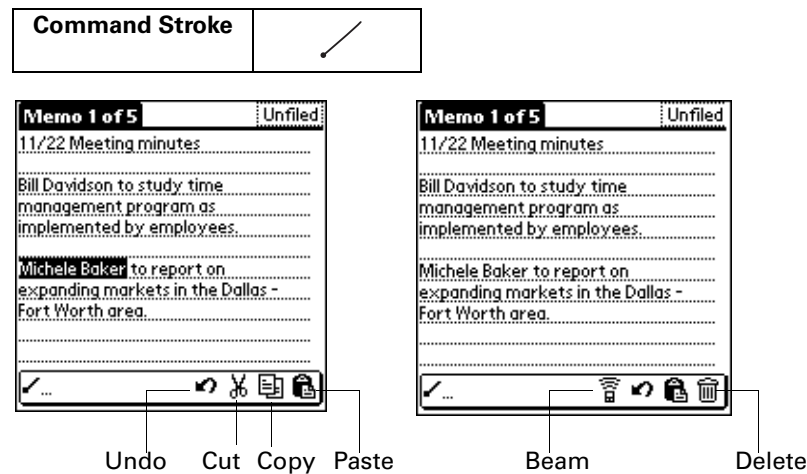 Command Stroke
Memo 1 of 5 Unfiled
11/22 Meeting minutes
Bill Davidson to study time
management program as
implemented by employees.
Michele Baker to report on
expanding markets in the Dallas -
Fort Worth area.
...
Undo Cut Copy Paste
Memo 1 of 5 Unfiled
11/22 Meeting minutes
Bill Davidson to study time
management program as
implemented by employees.
Michele Baker to report on
expanding markets in the Dallas -
Fort Worth area.
...
Beam Delete